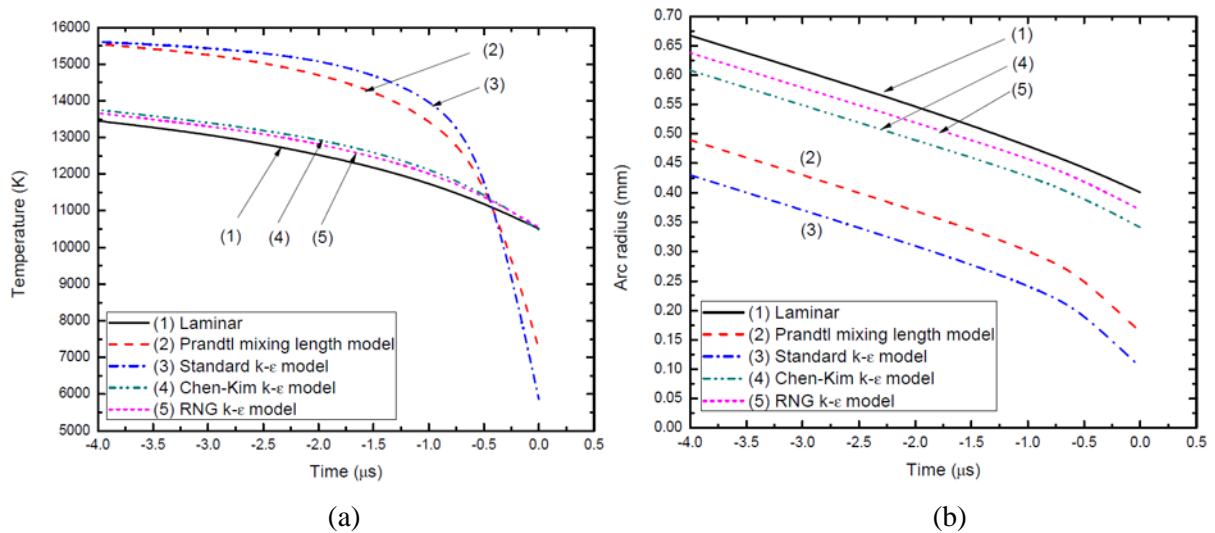 16000
15000
14000
13000
12000
11000
10000
9000
8000
7000
6000
5000
Temperature (K)
(2)
(3)
(1)
(4)
(5)
(1) Laminar
(2) Prandtl mixing length model
(3) Standard k-ε model
(4) Chen-Kim k-ε model
(5) RNG k-ε model
-4.0 -3.5 -3.0 -2.5 -2.0 -1.5 -1.0 -0.5 0.0 0.5
Time (μs)
(a)
0.70
0.65
0.60
0.55
0.50
0.45
0.40
0.35
0.30
0.25
0.20
0.15
0.10
0.05
0.00
Arc radius (mm)
(1)
(4)
(5)
(2)
(3)
(1) Laminar
(2) Prandtl mixing length model
(3) Standard k-ε model
(4) Chen-Kim k-ε model
(5) RNG k-ε model
-4.0 -3.5 -3.0 -2.5 -2.0 -1.5 -1.0 -0.5 0.0 0.5
Time (μs)
(b)